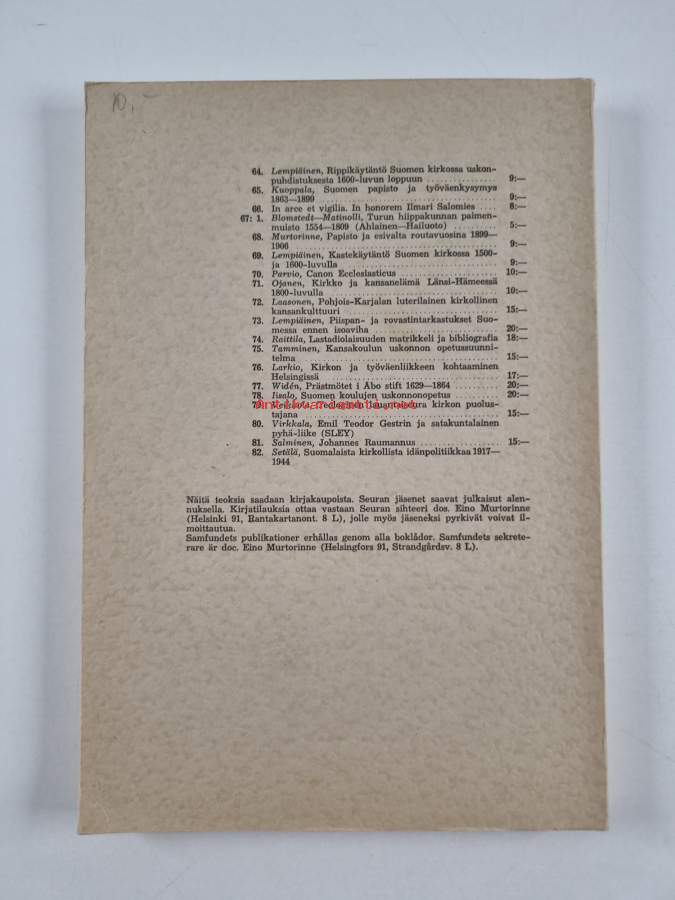 10,-
64. Lempiäinen, Rippikäytäntö Suomen kirkossa uskon-
puhdistuksesta 1600-luvun loppuun ........ 9:—
65. Kuoppala, Suomen papisto ja työväenkysymys
1863—1899 ........ 9:—
66. In arce et vigilia. In honorem Ilmari Salomies .... 8:—
67: 1. Blomstedt—Matinolli, Turun hiippakunnan paimen-
muisto 1554—1809 (Ahlainen—Hailuoto) ........ 5:—
68. Murtorinne, Papisto ja esivalta routavuosina 1899—
1906 ........ 9:—
69. Lempiäinen, Kastekäytäntö Suomen kirkossa 1500-
ja 1600-luvulla ........ 9:—
70. Parvio, Canon Ecclesiasticus ........ 10:—
71. Ojanen, Kirkko ja kansanelämä Länsi-Hämeessä
1800-luvulla ........ 10:—
72. Laasonen, Pohjois-Karjalan luterilainen kirkollinen
kansankulttuuri ........ 15:—
73. Lempiäinen, Piispan- ja rovastintarkastukset Suo-
messa ennen isoaviha ........ 20:—
74. Raittila, Lastadiolaisuuden matrikkeli ja bibliografia 18:—
75. Tamminen, Kansakoulun uskonnon opetussuunni-
telma ........ 15:—
76. Larkio, Kirkon ja työväenliikkeen kohtaaminen
Helsingissä ........ 17:—
77. Widén, Prästmötet i Åbo stift 1629—1864 ........ 20:—
78. Iisalo, Suomen koulujen uskonnonopetus ........ 20:—
79. kirkon puolus-
tajana ........ 15:—
80. Virkkala, Emil Teodor Gestrin ja satakuntalainen
pyhä-liike (SLEY)
81. Salminen, Johannes Raumannus ........ 15:—
82. Setälä, Suomalaista kirkollista idänpolitiikkaa 1917—
1944
Näitä teoksia saadaan kirjakaupoista. Seuran jäsenet saavat julkaisut alen-
nuksella. Kirjatilauksia ottaa vastaan Seuran sihteeri dos. Eino Murtorinne
(Helsinki 91, Rantakartanont. 8 L), jolle myös jäseneksi pyrkivät voivat il-
moittautua.
Samfundets publikationer erhållas genom alla boklådor. Samfundets sekrete-
rare är doc. Eino Murtorinne (Helsingfors 91, Strandgårdsv. 8 L).